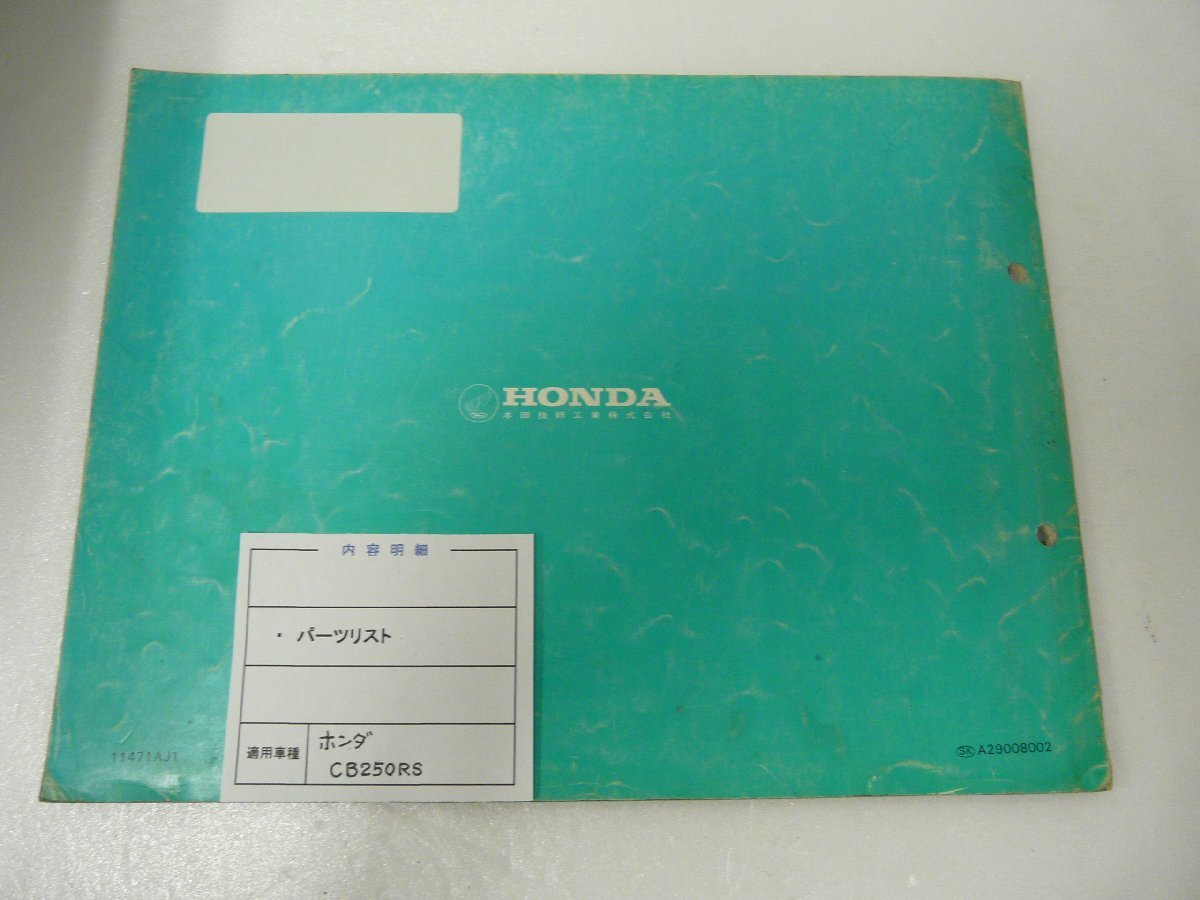 HONDA
本田技研工業株式会社
内容明細
・パーツリスト
適用車種
ホンダ
CB250RS
11471AJ1
SK A29008002